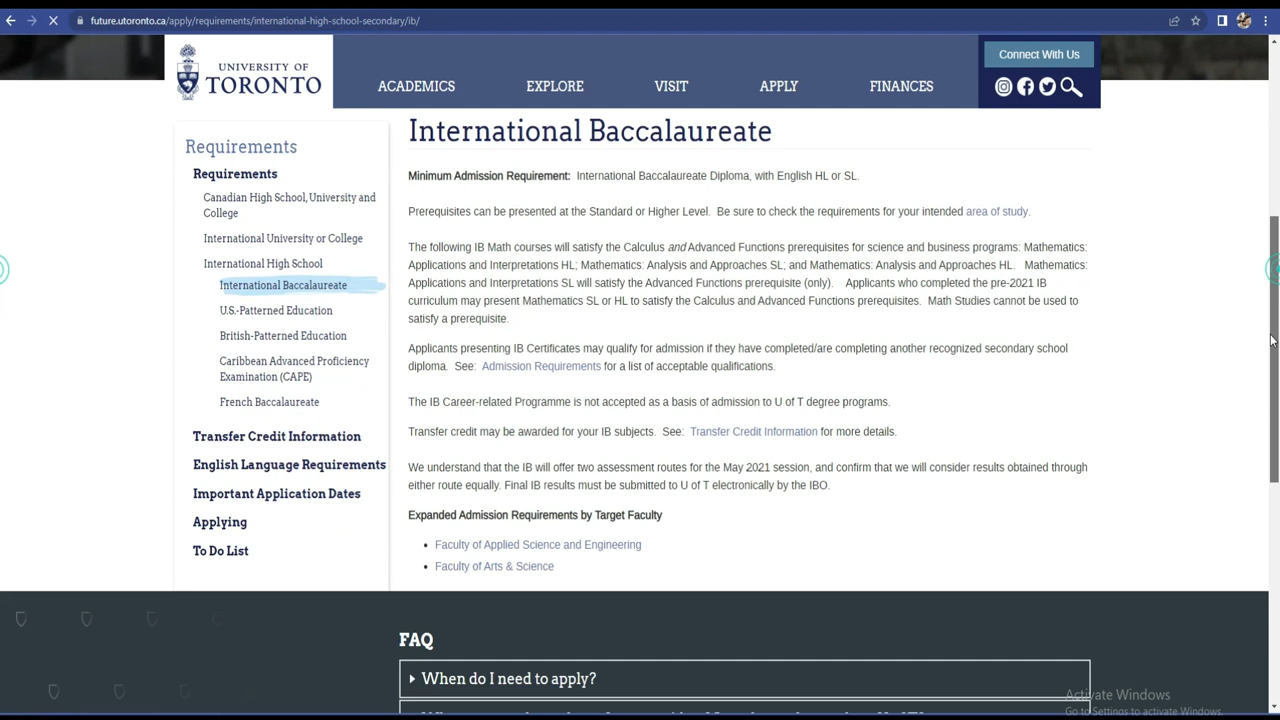 future.utoronto.ca/apply/requirements/international-high-school-secondary/ib/
UNIVERSITY OF
TORONTO
ACADEMICS
EXPLORE
VISIT
APPLY
FINANCES
Connect With Us
Requirements
Requirements
Canadian High School, University and
College
International University or College
International High School
International Baccalaureate
U.S.-Patterned Education
British-Patterned Education
Caribbean Advanced Proficiency
Examination (CAPE)
French Baccalaureate
Transfer Credit Information
English Language Requirements
Important Application Dates
Applying
To Do List
International Baccalaureate
Minimum Admission Requirement: International Baccalaureate Diploma, with English HL or SL.
Prerequisites can be presented at the Standard or Higher Level. Be sure to check the requirements for your intended area of study.
The following IB Math courses will satisfy the Calculus and Advanced Functions prerequisites for science and business programs: Mathematics:
Applications and Interpretations HL; Mathematics: Analysis and Approaches SL; and Mathematics: Analysis and Approaches HL. Mathematics:
Applications and Interpretations SL will satisfy the Advanced Functions prerequisite (only). Applicants who completed the pre-2021 IB
curriculum may present Mathematics SL or HL to satisfy the Calculus and Advanced Functions prerequisites. Math Studies cannot be used to
satisfy a prerequisite.
Applicants presenting IB Certificates may qualify for admission if they have completed/are completing another recognized secondary school
diploma. See: Admission Requirements for a list of acceptable qualifications.
The IB Career-related Programme is not accepted as a basis of admission to U of T degree programs.
Transfer credit may be awarded for your IB subjects. See: Transfer Credit Information for more details.
We understand that the IB will offer two assessment routes for the May 2021 session, and confirm that we will consider results obtained through
either route equally. Final IB results must be submitted to U of T electronically by the IBO.
Expanded Admission Requirements by Target Faculty
• Faculty of Applied Science and Engineering
• Faculty of Arts & Science
FAQ
When do I need to apply?
Activate Windows
Go to Settings to activate Windows.